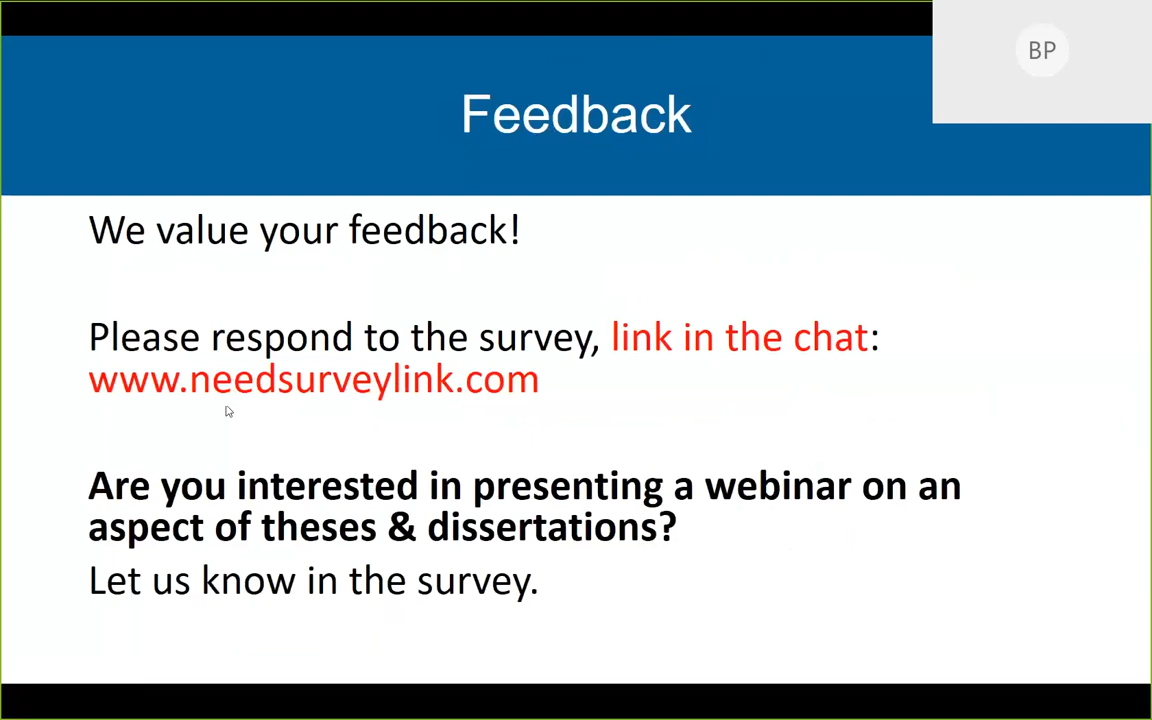 BP
Feedback
We value your feedback!
Please respond to the survey, link in the chat:
www.needsurveylink.com
Are you interested in presenting a webinar on an
aspect of theses & dissertations?
Let us know in the survey.